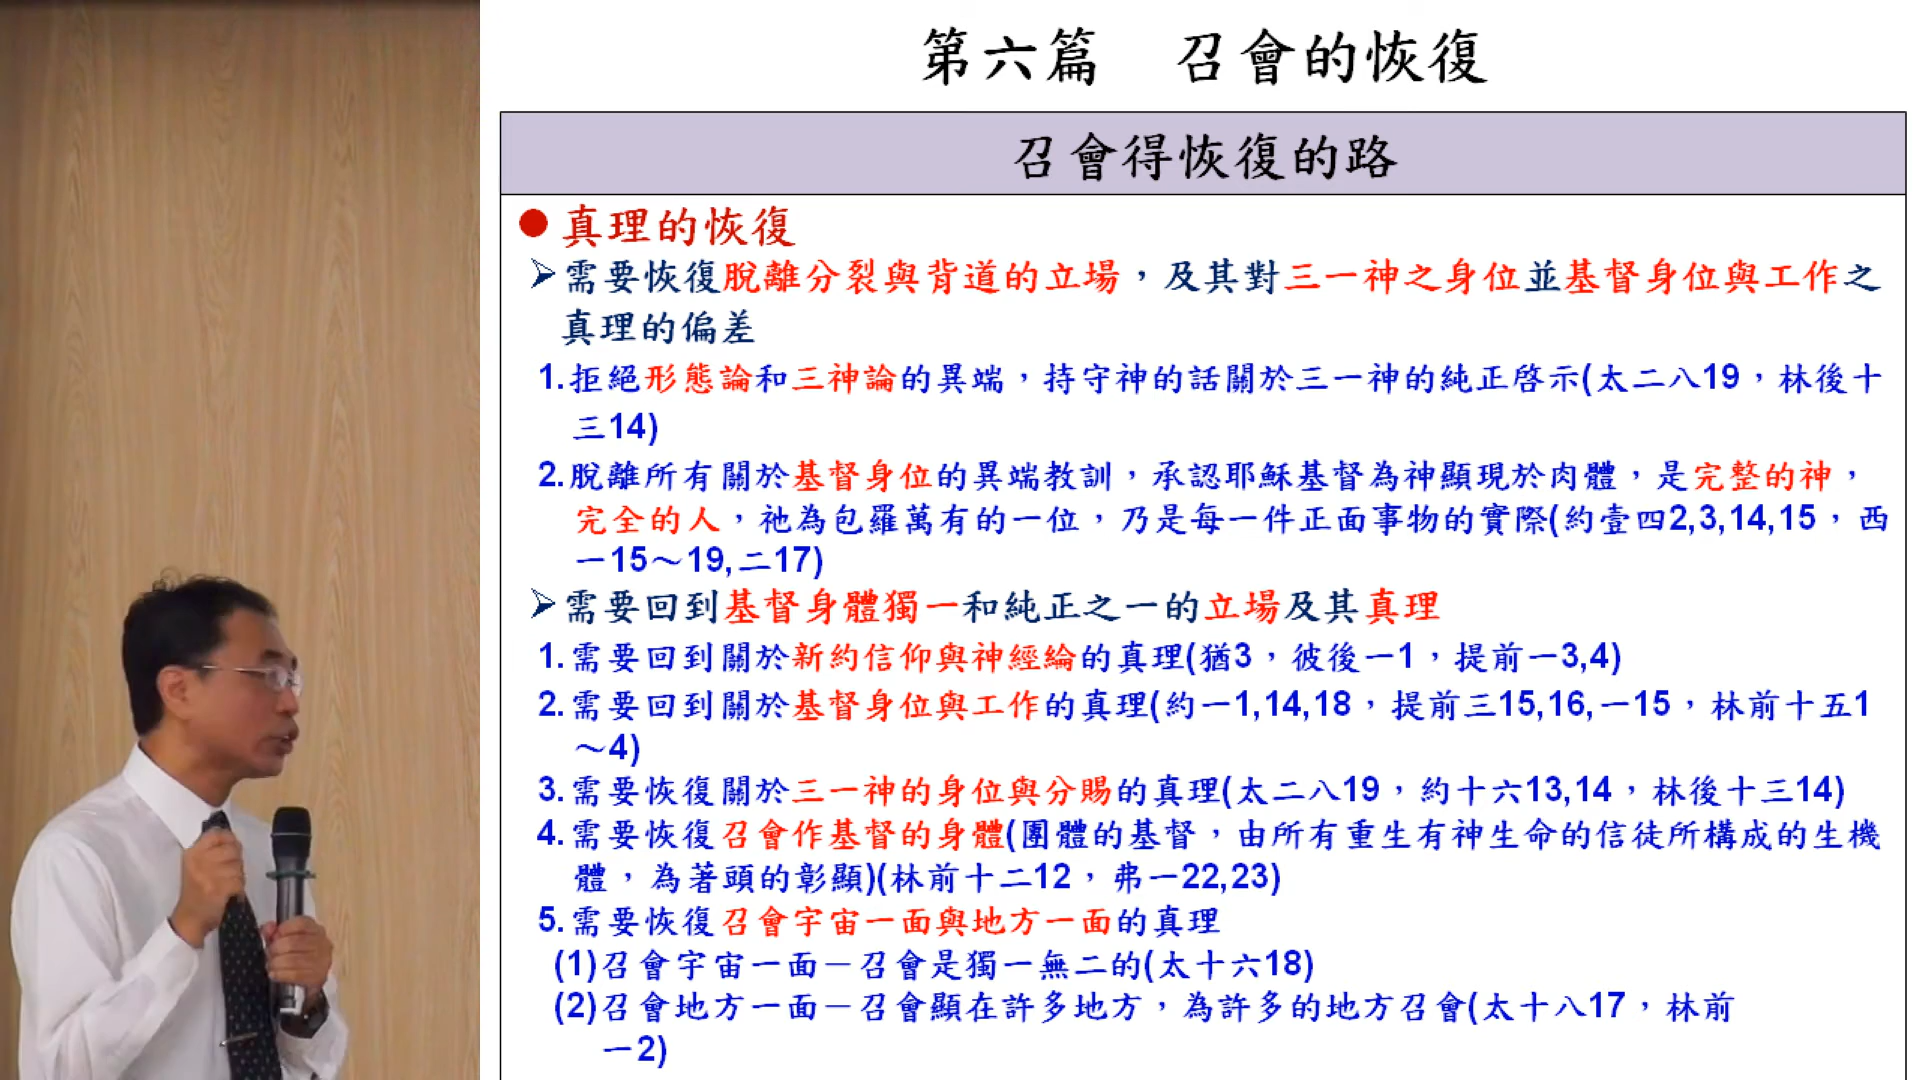 第六篇　召會的恢復
召會得恢復的路
真理的恢復
需要恢復脫離分裂與背道的立場，及其對三一神之身位並基督身位與工作之
真理的偏差
1.拒絕形態論和三神論的異端，持守神的話關於三一神的純正啓示(太二八19，林後十
三14)
2.脫離所有關於基督身位的異端教訓，承認耶穌基督為神顯現於肉體，是完整的神，
完全的人，祂為包羅萬有的一位，乃是每一件正面事物的實際(約壹四2,3,14,15，西
一15～19,二17)
需要回到基督身體獨一和純正之一的立場及其真理
1.需要回到關於新約信仰與神經綸的真理(猶3，彼後一1，提前一3,4)
2.需要回到關於基督身位與工作的真理(約一1,14,18，提前三15,16,一15，林前十五1
～4)
3.需要恢復關於三一神的身位與分賜的真理(太二八19，約十六13,14，林後十三14)
4.需要恢復召會作基督的身體(團體的基督，由所有重生有神生命的信徒所構成的生機
體，為著頭的彰顯)(林前十二12，弗一22,23)
5.需要恢復召會宇宙一面與地方一面的真理
(1)召會宇宙一面－召會是獨一無二的(太十六18)
(2)召會地方一面－召會顯在許多地方，為許多的地方召會(太十八17，林前
一2)